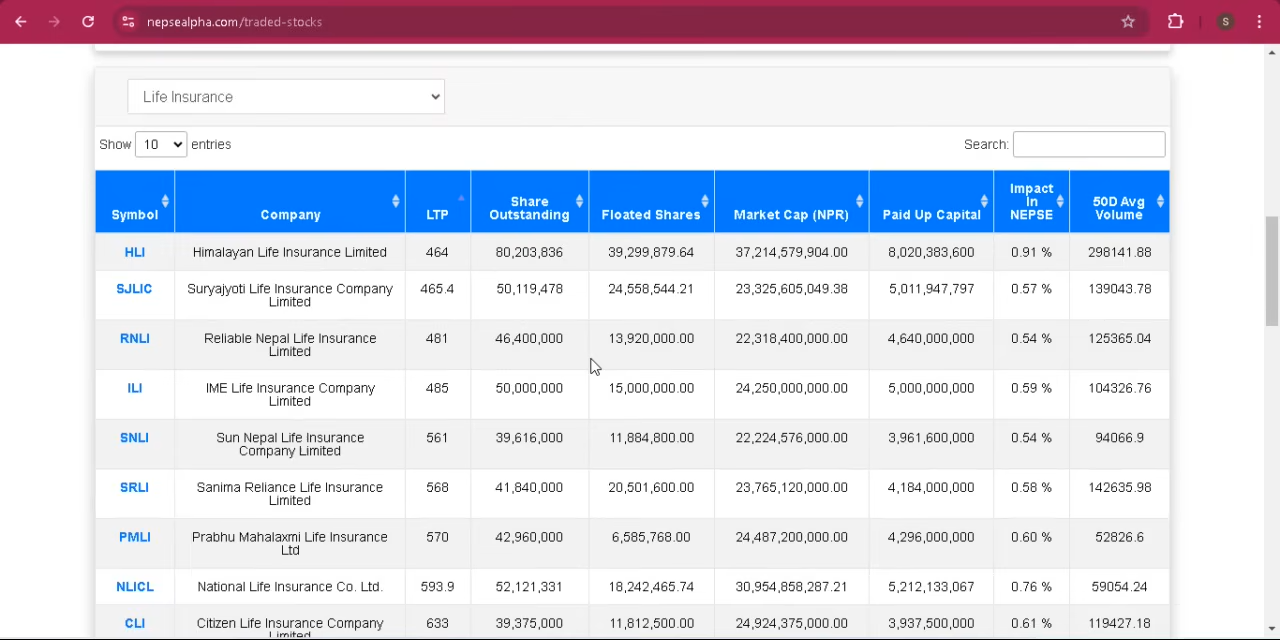 nepsealpha.com/traded-stocks
S
Life Insurance
Show 10 entries
Search:
Symbol Company LTP Share Outstanding Floated Shares Market Cap (NPR) Paid Up Capital Impact In NEPSE 50D Avg Volume
HLI Himalayan Life Insurance Limited 464 80,203,836 39,299,879.64 37,214,579,904.00 8,020,383,600 0.91 % 298141.88
SJLIC Suryajyoti Life Insurance Company Limited 465.4 50,119,478 24,558,544.21 23,325,605,049.38 5,011,947,797 0.57 % 139043.78
RNLI Reliable Nepal Life Insurance Limited 481 46,400,000 13,920,000.00 22,318,400,000.00 4,640,000,000 0.54 % 125365.04
ILI IME Life Insurance Company Limited 485 50,000,000 15,000,000.00 24,250,000,000.00 5,000,000,000 0.59 % 104326.76
SNLI Sun Nepal Life Insurance Company Limited 561 39,616,000 11,884,800.00 22,224,576,000.00 3,961,600,000 0.54 % 94066.9
SRLI Sanima Reliance Life Insurance Limited 568 41,840,000 20,501,600.00 23,765,120,000.00 4,184,000,000 0.58 % 142635.98
PMLI Prabhu Mahalaxmi Life Insurance Ltd 570 42,960,000 6,585,768.00 24,487,200,000.00 4,296,000,000 0.60 % 52826.6
NLICL National Life Insurance Co. Ltd. 593.9 52,121,331 18,242,465.74 30,954,858,287.21 5,212,133,067 0.76 % 59054.24
CLI Citizen Life Insurance Company Limited 633 39,375,000 11,812,500.00 24,924,375,000.00 3,937,500,000 0.61 % 119427.18